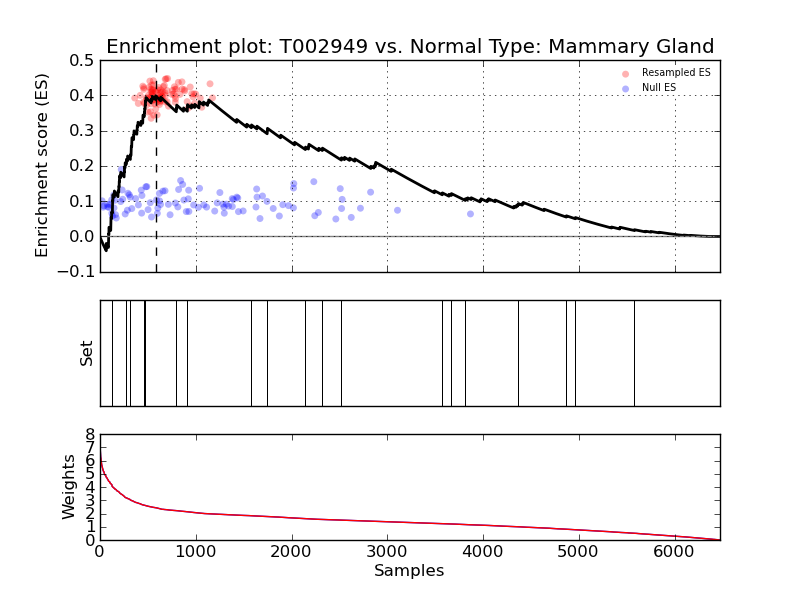 Enrichment plot: T002949 vs. Normal Type: Mammary Gland
0.5
0.4
0.3
0.2
0.1
0.0
−0.1
Enrichment score (ES)
Resampled ES
Null ES
Set
8
7
6
5
4
3
2
1
0
Weights
0 1000 2000 3000 4000 5000 6000
Samples